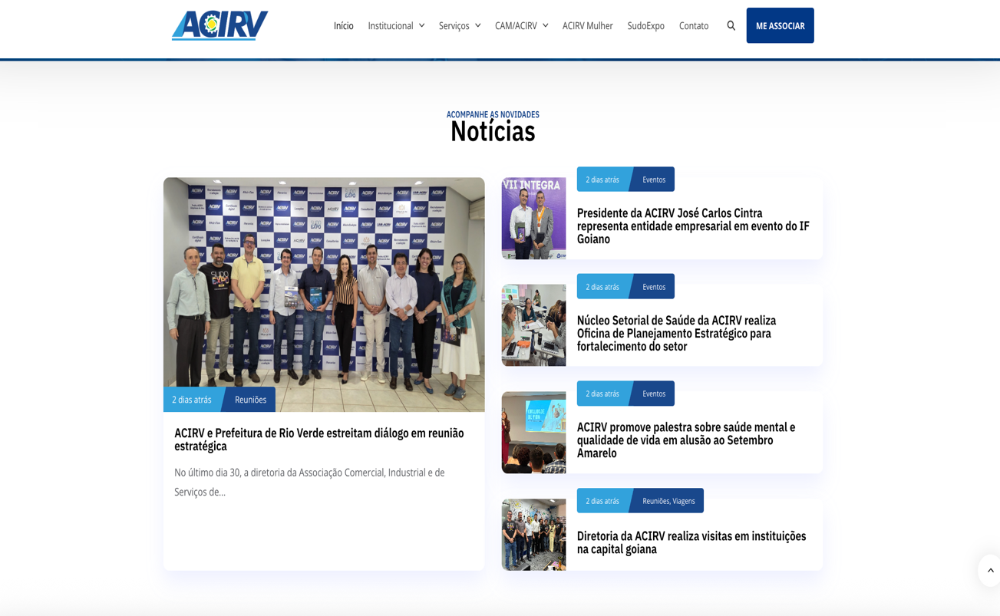 ACIRV
Início
Institucional
Serviços
CAM/ACIRV
ACIRV Mulher
SudoExpo
Contato
ME ASSOCIAR
ACOMPANHE AS NOVIDADES
Notícias
2 dias atrás
Reuniões
ACIRV e Prefeitura de Rio Verde estreitam diálogo em reunião
estratégica
No último dia 30, a diretoria da Associação Comercial, Industrial e de
Serviços de...
VII INTEGRA
2 dias atrás
Eventos
Presidente da ACIRV José Carlos Cintra
representa entidade empresarial em evento do IF
Goiano
2 dias atrás
Eventos
Núcleo Setorial de Saúde da ACIRV realiza
Oficina de Planejamento Estratégico para
fortalecimento do setor
2 dias atrás
Eventos
ACIRV promove palestra sobre saúde mental e
qualidade de vida em alusão ao Setembro
Amarelo
2 dias atrás
Reuniões, Viagens
Diretoria da ACIRV realiza visitas em instituições
na capital goiana